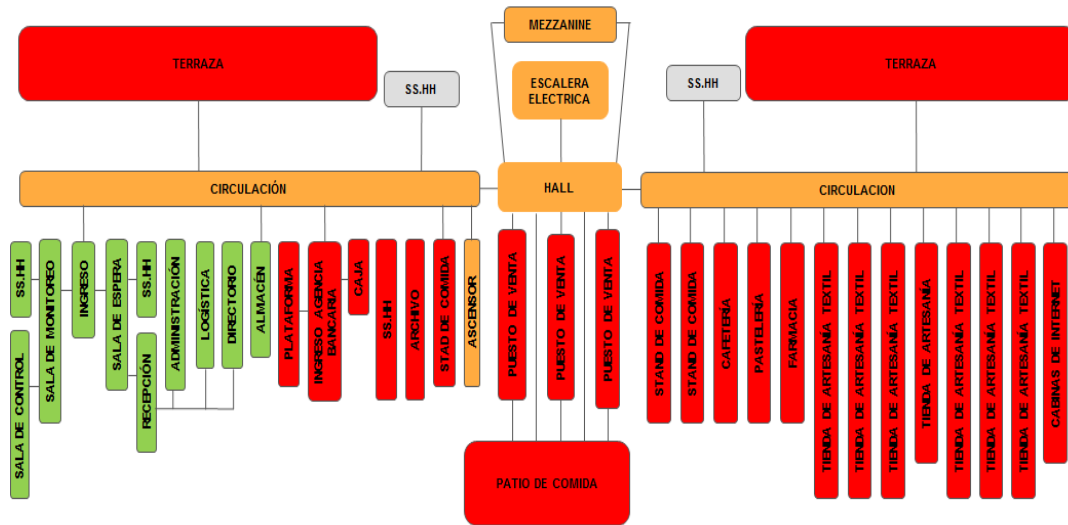 MEZZANINE
TERRAZA
TERRAZA
ESCALERA
ELECTRICA
SS.HH
SS.HH
CIRCULACIÓN
HALL
CIRCULACION
SS.HH
SALA DE CONTROL
SALA DE MONITOREO
INGRESO
SALA DE ESPERA
SS.HH
RECEPCIÓN
ADMINISTRACIÓN
LOGÍSTICA
DIRECTORIO
ALMACÉN
PLATAFORMA
INGRESO AGENCIA
BANCARIA
CAJA
SS.HH
ARCHIVO
STAD DE COMIDA
ASCENSOR
PUESTO DE VENTA
PUESTO DE VENTA
PUESTO DE VENTA
STAND DE COMIDA
STAND DE COMIDA
CAFETERÍA
PASTELERÍA
FARMACIA
TIENDA DE ARTESANÍA TEXTIL
TIENDA DE ARTESANÍA TEXTIL
TIENDA DE ARTESANÍA TEXTIL
TIENDA DE ARTESANÍA
TIENDA DE ARTESANÍA TEXTIL
TIENDA DE ARTESANÍA TEXTIL
TIENDA DE ARTESANÍA TEXTIL
CABINAS DE INTERNET
PATIO DE COMIDA